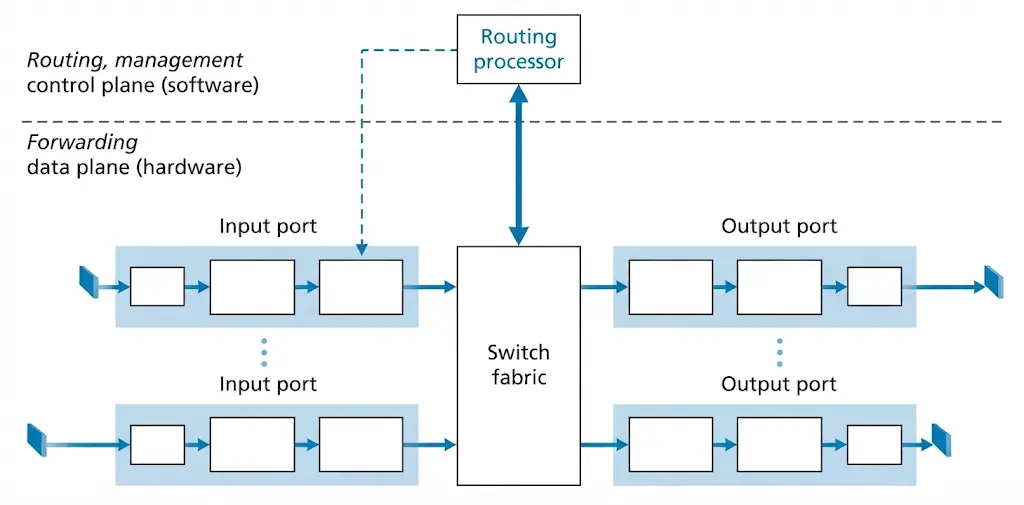 Routing
processor
Routing, management
control plane (software)
Forwarding
data plane (hardware)
Input port
Output port
Switch
fabric
Input port
Output port